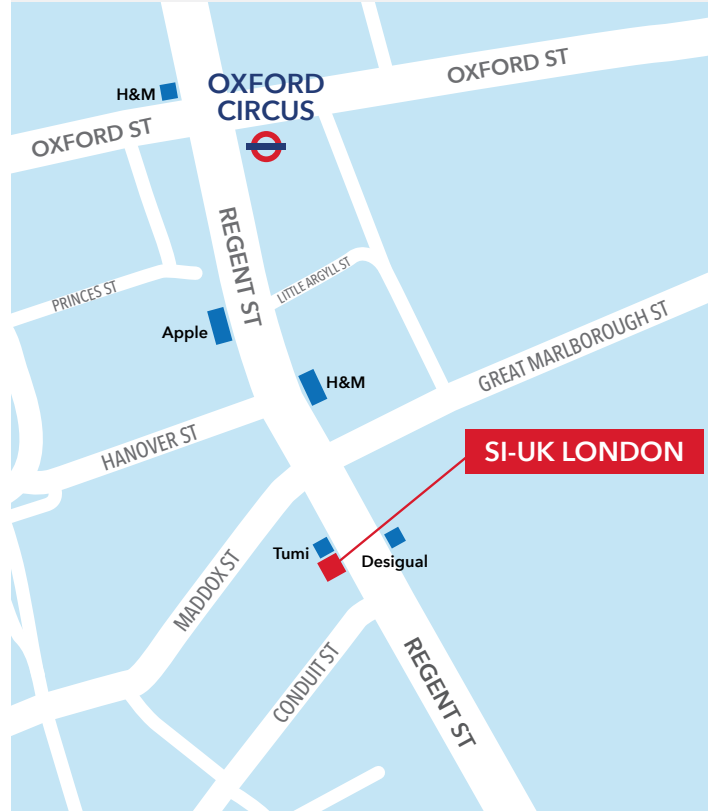 OXFORD ST
H&M
OXFORD
CIRCUS
OXFORD ST
REGENT ST
LITTLE ARGYLL ST
PRINCES ST
Apple
GREAT MARLBOROUGH ST
H&M
HANOVER ST
SI-UK LONDON
Tumi
Desigual
MADDOX ST
CONDUIT ST
REGENT ST